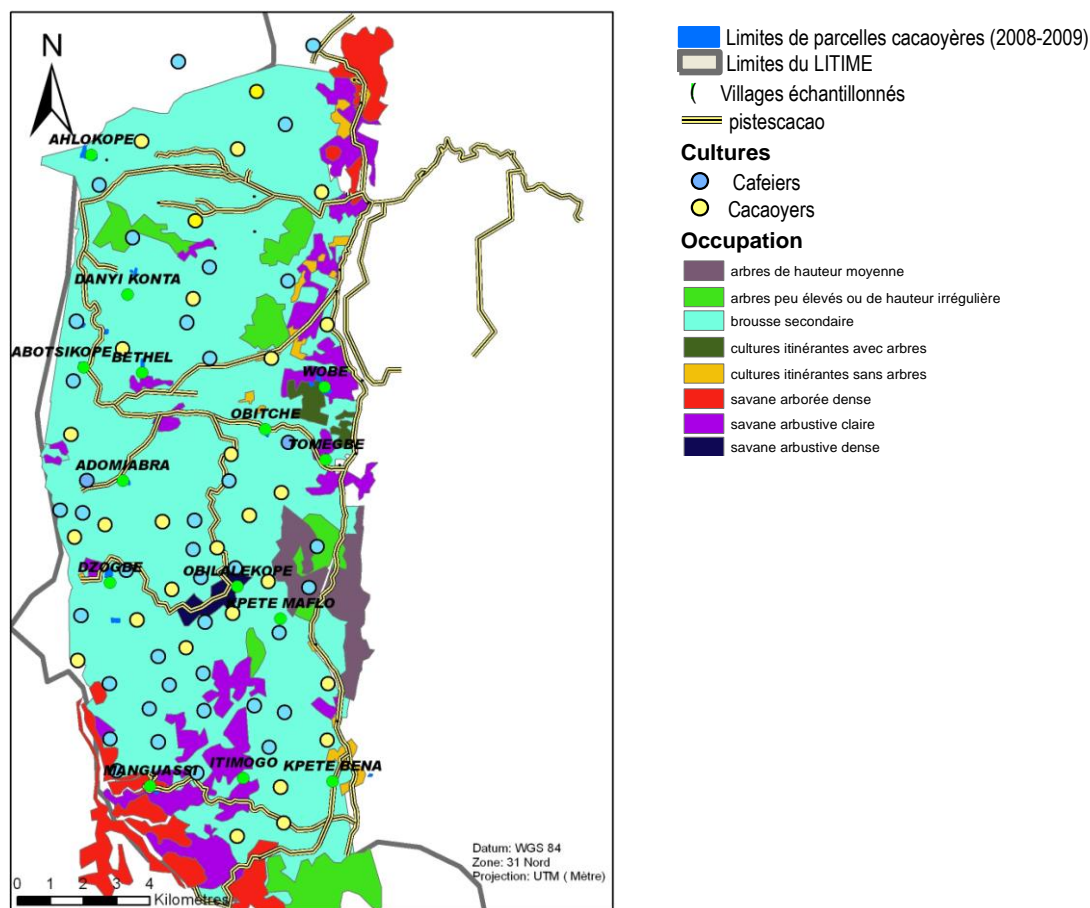 N
AHLOKOPE
DANYI KONTA
ABOTSIKOPE
BETHEL
WOBE
OBITCHE
TOMEGBE
ADOMIABRA
DZOGBE
OBILALEKOPE
KPETE MAFLO
MANGUASSI
ITIMOGO
KPETE BENA
Datum: WGS 84
Zone: 31 Nord
Projection: UTM ( Mètre)
0 1 2 3 4
Kilomètres
Limites de parcelles cacaoyères (2008-2009)
Limites du LITIME
( Villages échantillonnés
pistescacao
Cultures
Cafeiers
Cacaoyers
Occupation
arbres de hauteur moyenne
arbres peu élevés ou de hauteur irrégulière
brousse secondaire
cultures itinérantes avec arbres
cultures itinérantes sans arbres
savane arborée dense
savane arbustive claire
savane arbustive dense